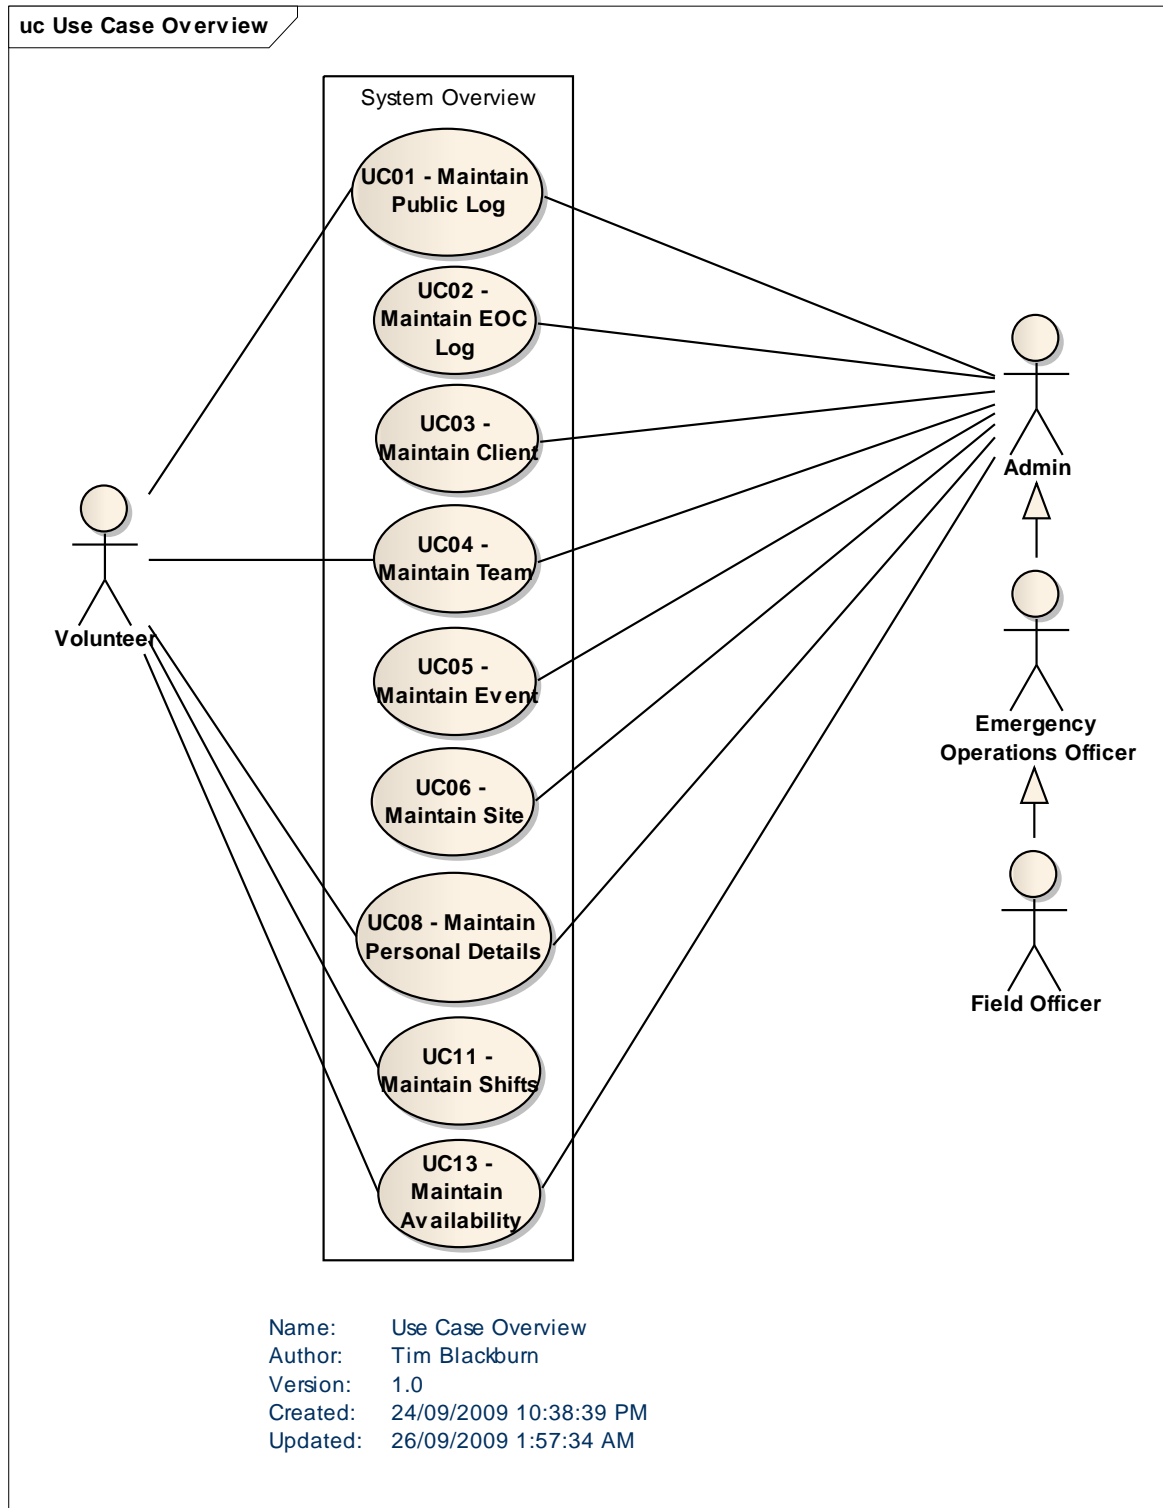 uc Use Case Overview
System Overview
UC01 - Maintain
Public Log
UC02 -
Maintain EOC
Log
UC03 -
Maintain Client
Admin
UC04 -
Maintain Team
Volunteer
UC05 -
Maintain Event
Emergency
Operations Officer
UC06 -
Maintain Site
UC08 - Maintain
Personal Details
Field Officer
UC11 -
Maintain Shifts
UC13 -
Maintain
Availability
Name: Use Case Overview
Author: Tim Blackburn
Version: 1.0
Created: 24/09/2009 10:38:39 PM
Updated: 26/09/2009 1:57:34 AM